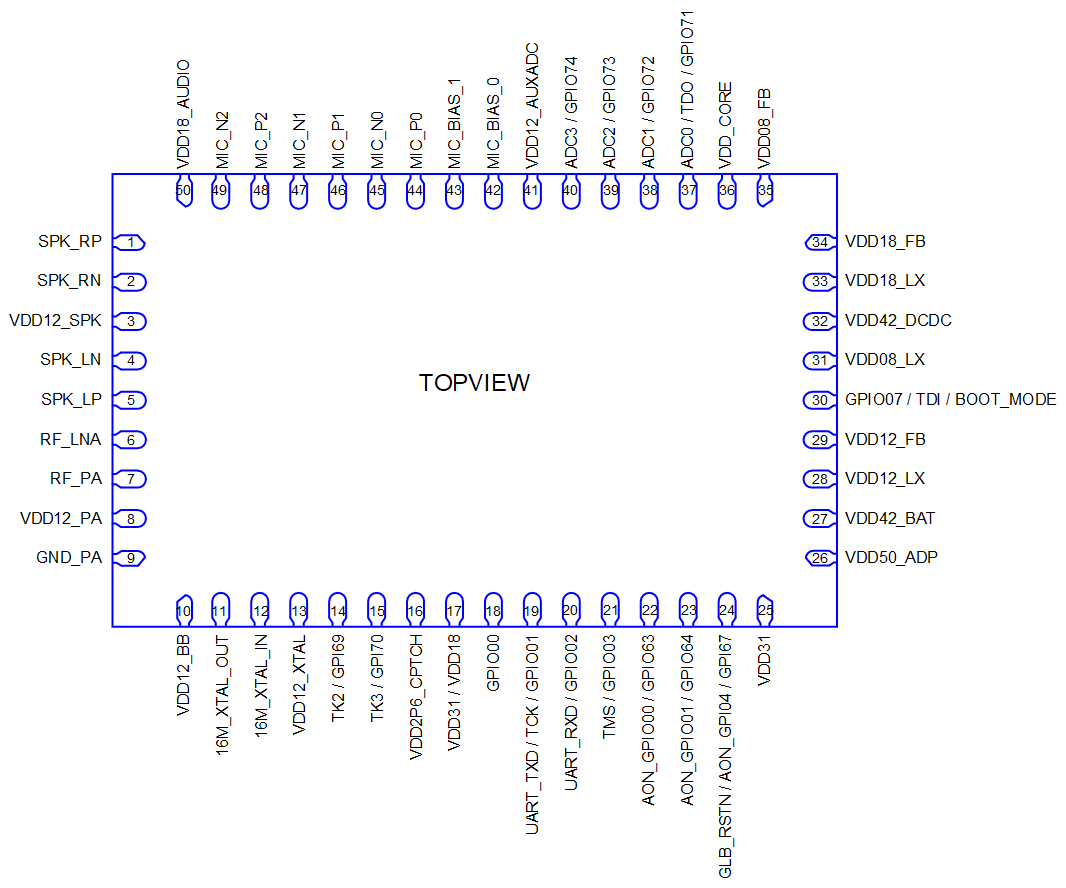 VDD18_AUDIO
MIC_N2
MIC_P2
MIC_N1
MIC_P1
MIC_N0
MIC_P0
MIC_BIAS_1
MIC_BIAS_0
VDD12_AUXADC
ADC3 / GPIO74
ADC2 / GPIO73
ADC1 / GPIO72
ADC0 / TDO / GPIO71
VDD_CORE
VDD08_FB
50 49 48 47 46 45 44 43 42 41 40 39 38 37 36 35
SPK_RP 1 34 VDD18_FB
SPK_RN 2 33 VDD18_LX
VDD12_SPK 3 32 VDD42_DCDC
SPK_LN 4 31 VDD08_LX
TOPVIEW
SPK_LP 5 30 GPIO07 / TDI / BOOT_MODE
RF_LNA 6 29 VDD12_FB
RF_PA 7 28 VDD12_LX
VDD12_PA 8 27 VDD42_BAT
GND_PA 9 26 VDD50_ADP
10 11 12 13 14 15 16 17 18 19 20 21 22 23 24 25
VDD12_BB
16M_XTAL_OUT
16M_XTAL_IN
VDD12_XTAL
TK2 / GPI69
TK3 / GPI70
VDD2P6_CPTCH
VDD31 / VDD18
GPIO00
UART_TXD / TCK / GPIO01
UART_RXD / GPIO02
TMS / GPIO03
AON_GPIO00 / GPIO63
AON_GPIO01 / GPIO64
GLB_RSTN / AON_GPI04 / GPI67
VDD31